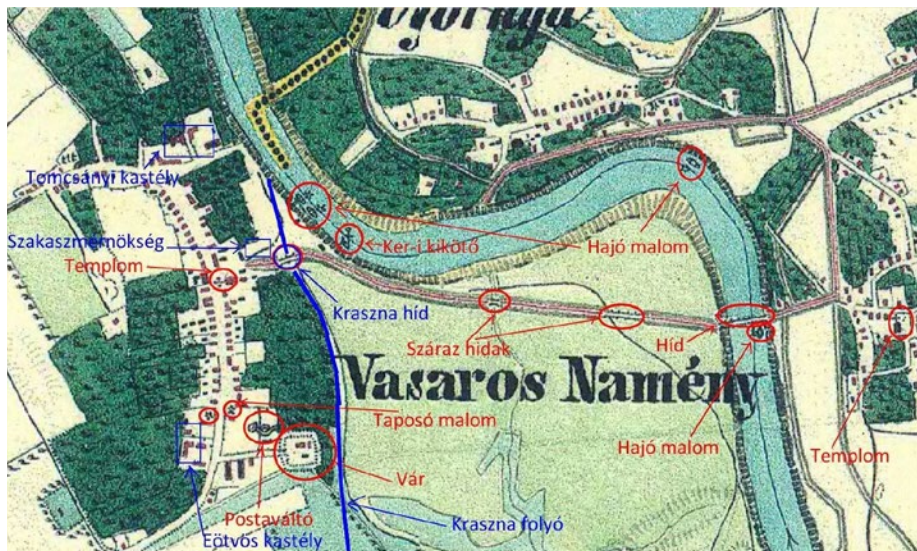 Gyoraga
Tomcsányi kastély
Szakaszmérnökség
Ker-i kikötő
Hajó malom
Templom
Kraszna híd
Száraz hidak
Híd
Vasaros Namény
Taposó malom
Hajó malom
Templom
Vár
Postaváltó
Kraszna folyó
Eötvös kastély